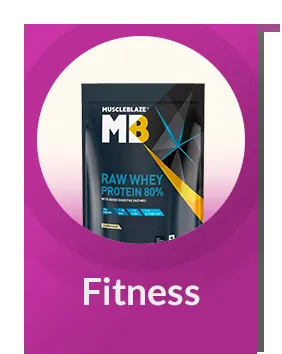 MUSCLEBLAZE
MB
RAW WHEY
PROTEIN 80%
WITH ADDED DIGESTIVE ENZYMES
Fitness